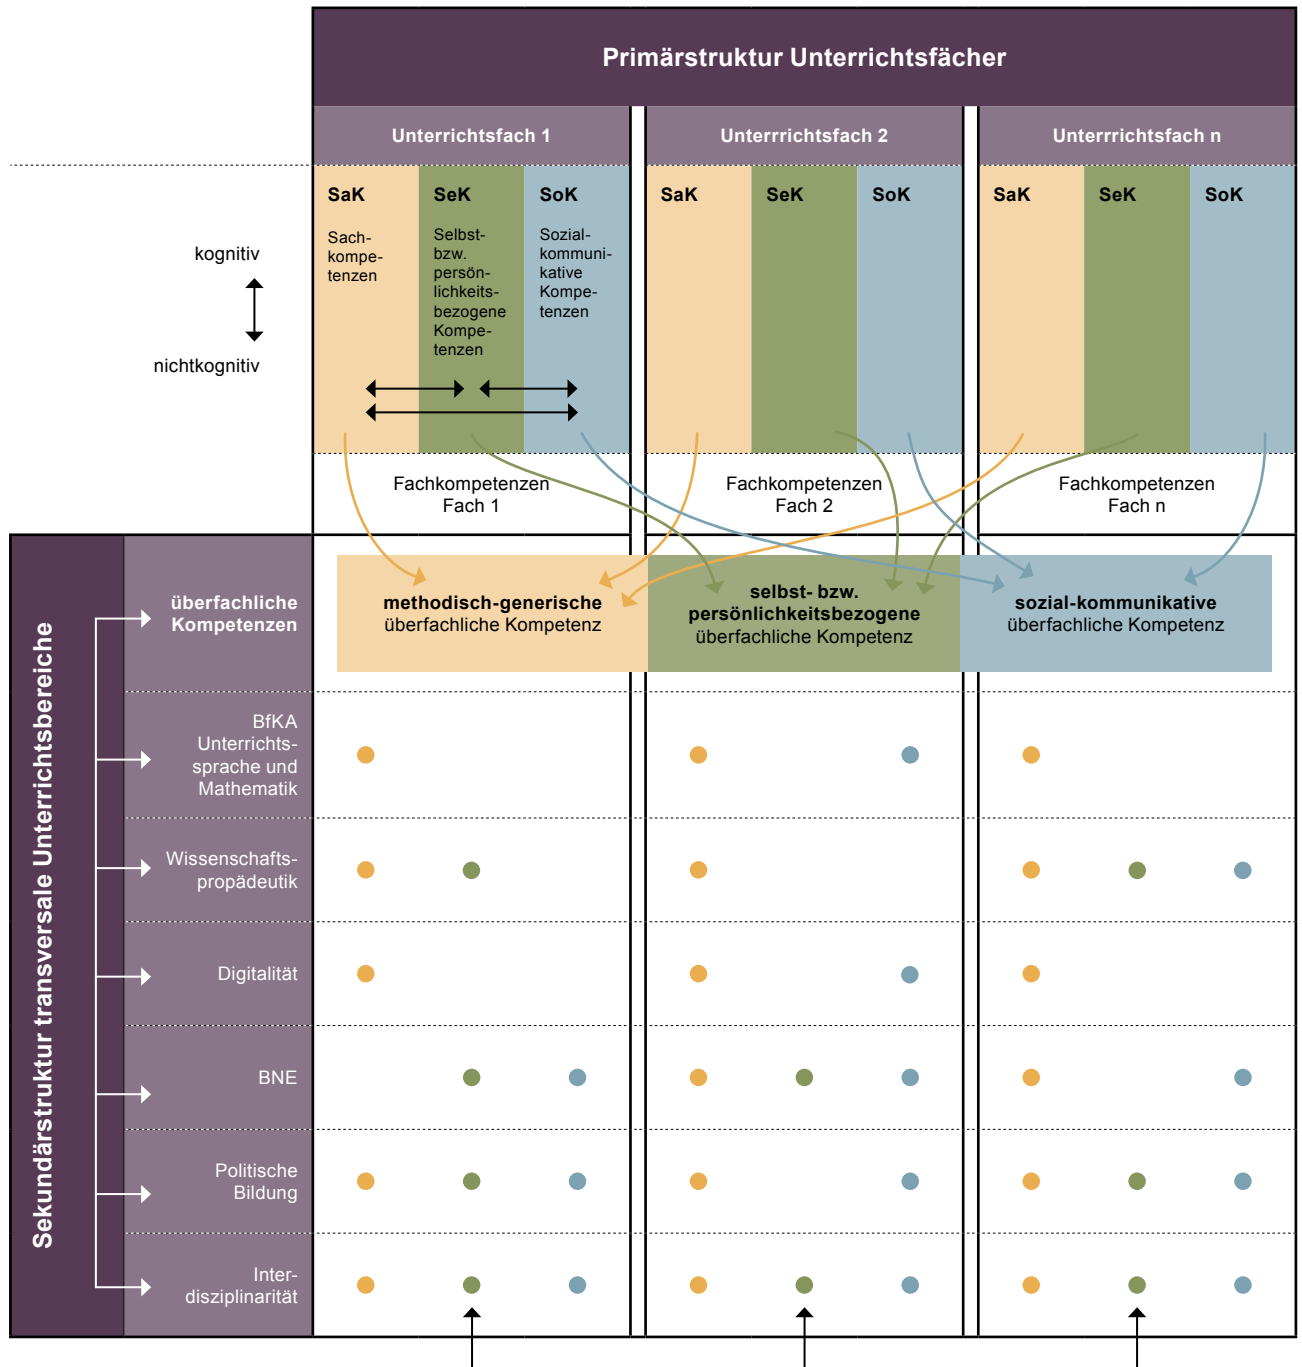 Primärstruktur Unterrichtsfächer
Unterrichtsfach 1
Unterrrichtsfach 2
Unterrrichtsfach n
SaK
SeK
SoK
SaK
SeK
SoK
SaK
SeK
SoK
Sach-
kompe-
tenzen
Selbst-
bzw.
persön-
lichkeits-
bezogene
Kompe-
tenzen
Sozial-
kommuni-
kative
Kompe-
tenzen
kognitiv
nichtkognitiv
Fachkompetenzen
Fach 1
Fachkompetenzen
Fach 2
Fachkompetenzen
Fach n
Sekundärstruktur transversale Unterrichtsbereiche
überfachliche
Kompetenzen
methodisch-generische
überfachliche Kompetenz
selbst- bzw.
persönlichkeitsbezogene
überfachliche Kompetenz
sozial-kommunikative
überfachliche Kompetenz
BfKA
Unterrichts-
sprache und
Mathematik
Wissenschafts-
propädeutik
Digitalität
BNE
Politische
Bildung
Inter-
disziplinarität